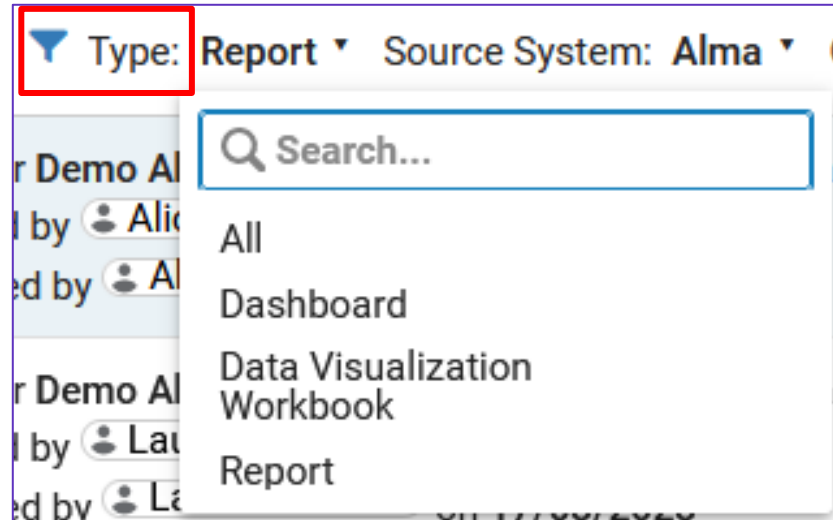 Type: Report Source System: Alma
Search...
r Demo Al
by Alic
All
ed by Al
Dashboard
Data Visualization
Workbook
r Demo Al
by Lau
Report
ed by La